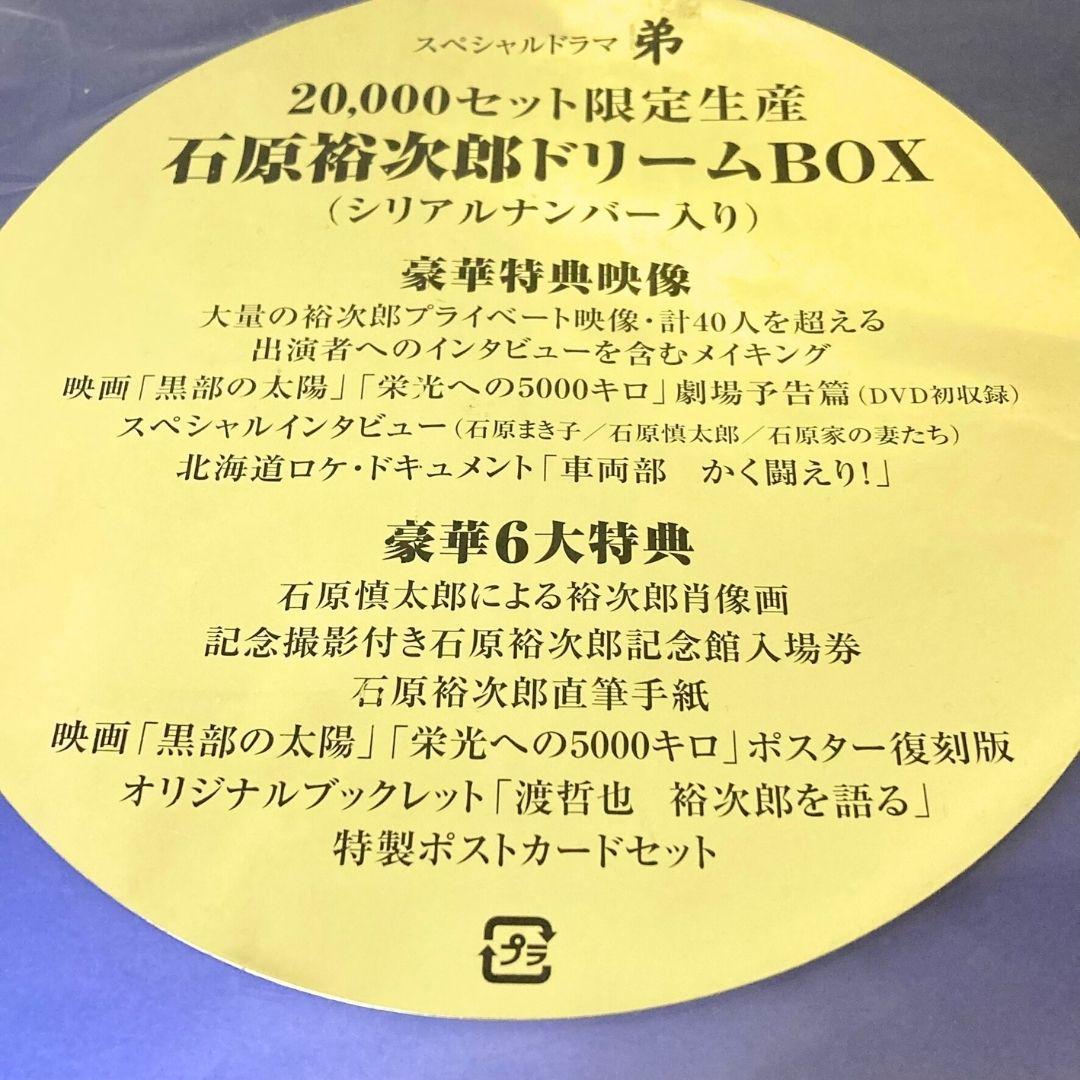 スペシャルドラマ 弟
20,000セット限定生産
石原裕次郎ドリームBOX
(シリアルナンバー入り)
豪華特典映像
大量の裕次郎プライベート映像・計40人を超える
出演者へのインタビューを含むメイキング
映画「黒部の太陽」「栄光への5000キロ」劇場予告篇(DVD初収録)
スペシャルインタビュー(石原まき子/石原慎太郎/石原家の妻たち)
北海道ロケ・ドキュメント「車両部　かく闘えり!」
豪華6大特典
石原慎太郎による裕次郎肖像画
記念撮影付き石原裕次郎記念館入場券
石原裕次郎直筆手紙
映画「黒部の太陽」「栄光への5000キロ」ポスター復刻版
オリジナルブックレット「渡哲也　裕次郎を語る」
特製ポストカードセット
プラ